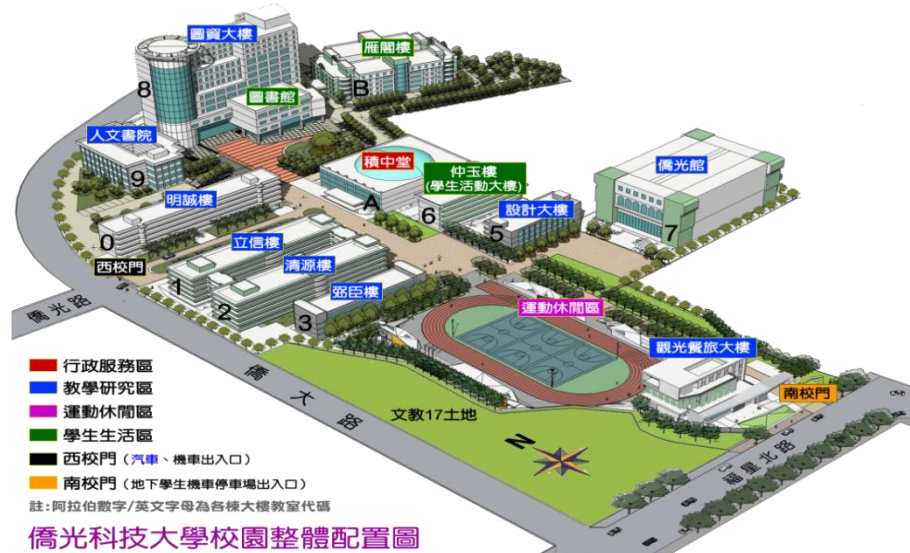 圖資大樓
8
雁閣樓
B
圖書館
人文書院
9
積中堂
A
仲玉樓
(學生活動大樓)
6
設計大樓
5
僑光館
7
明誠樓
0
西校門
立信樓
1
清源樓
2
弼臣樓
3
僑光路
運動休閒區
觀光餐旅大樓
南校門
僑大路
文教17土地
N
福星北路
行政服務區
教學研究區
運動休閒區
學生生活區
西校門(汽車、機車出入口)
南校門(地下學生機車停車場出入口)
註:阿拉伯數字/英文字母為各棟大樓教室代碼
僑光科技大學校園整體配置圖